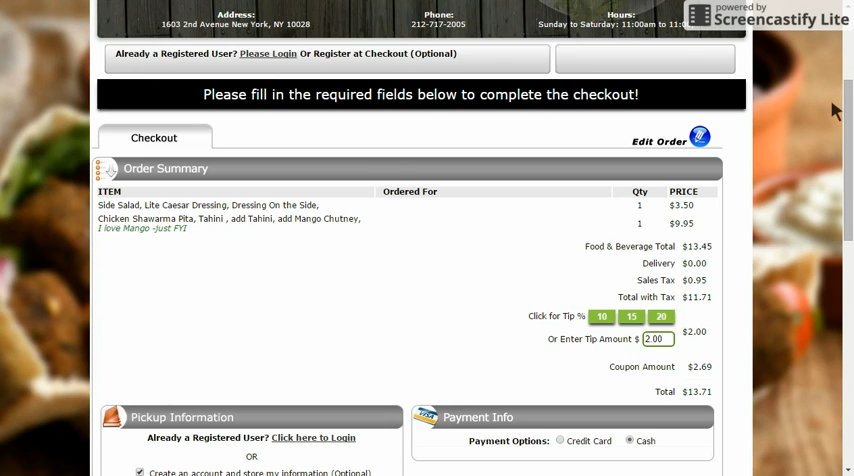 powered by
Screencastify Lite
Address: Phone: Hours:
1603 2nd Avenue New York, NY 10028 212-717-2005 Sunday to Saturday: 11:00am to 11:
Already a Registered User? Please Login Or Register at Checkout (Optional)
Please fill in the required fields below to complete the checkout!
Checkout
Edit Order
Order Summary
ITEM Ordered For Qty PRICE
Side Salad, Lite Caesar Dressing, Dressing On the Side, 1 $3.50
Chicken Shawarma Pita, Tahini , add Tahini, add Mango Chutney, 1 $9.95
I love Mango -just FYI
Food & Beverage Total $13.45
Delivery $0.00
Sales Tax $0.95
Total with Tax $11.71
Click for Tip % 10 15 20
$2.00
Or Enter Tip Amount $ 2.00
Coupon Amount $2.69
Total $13.71
Pickup Information
Already a Registered User? Click here to Login
OR
Create an account and store my information (Optional)
VISA
Payment Info
Payment Options: Credit Card Cash